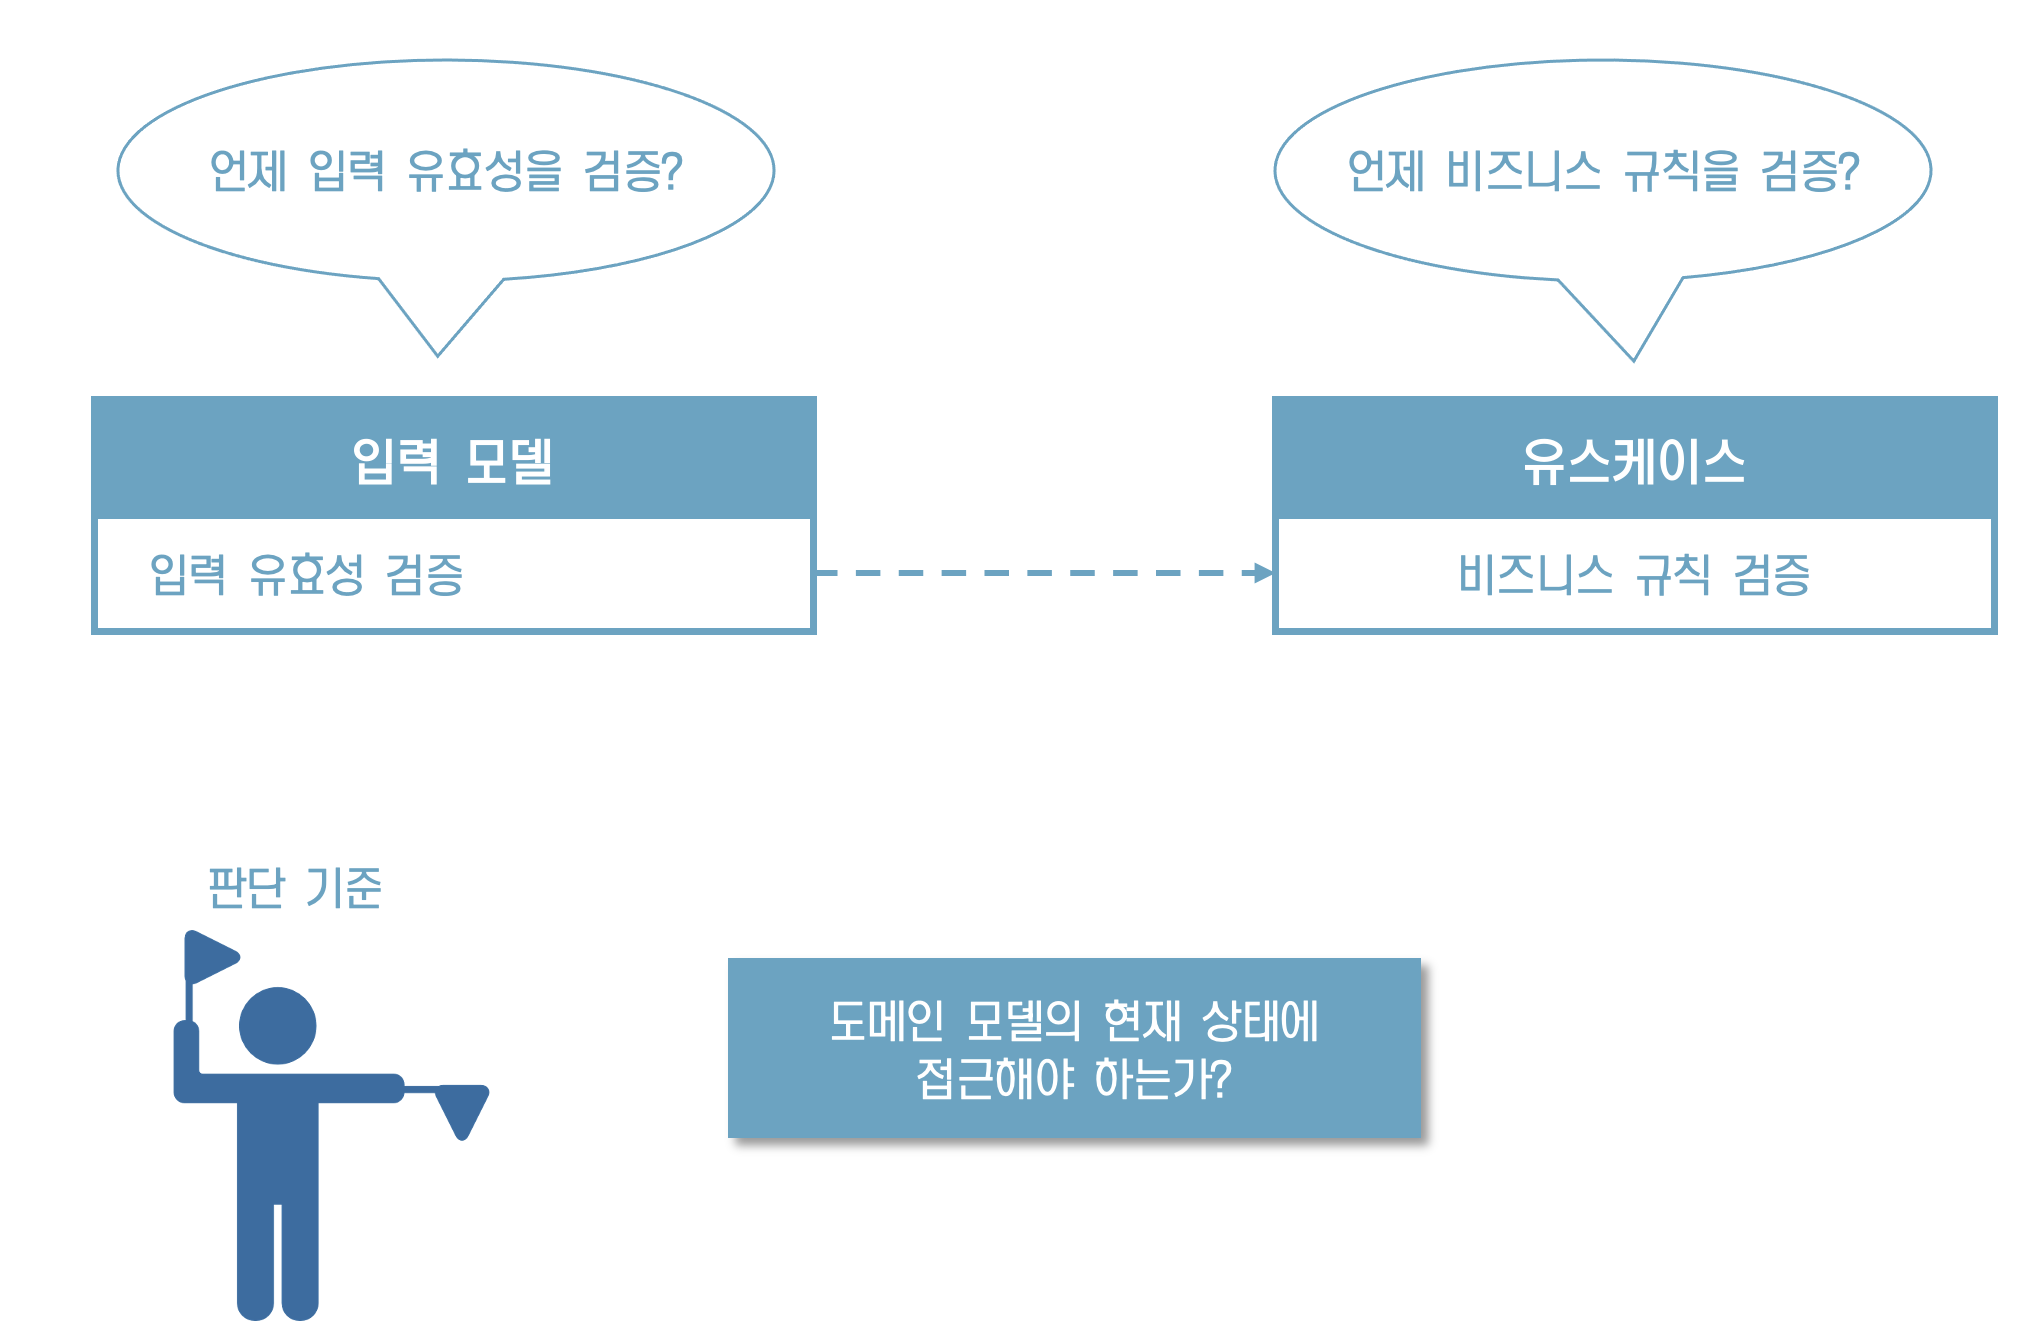 언제 입력 유효성을 검증?
언제 비즈니스 규칙을 검증?
입력 모델
유스케이스
입력 유효성 검증
비즈니스 규칙 검증
판단 기준
도메인 모델의 현재 상태에
접근해야 하는가?